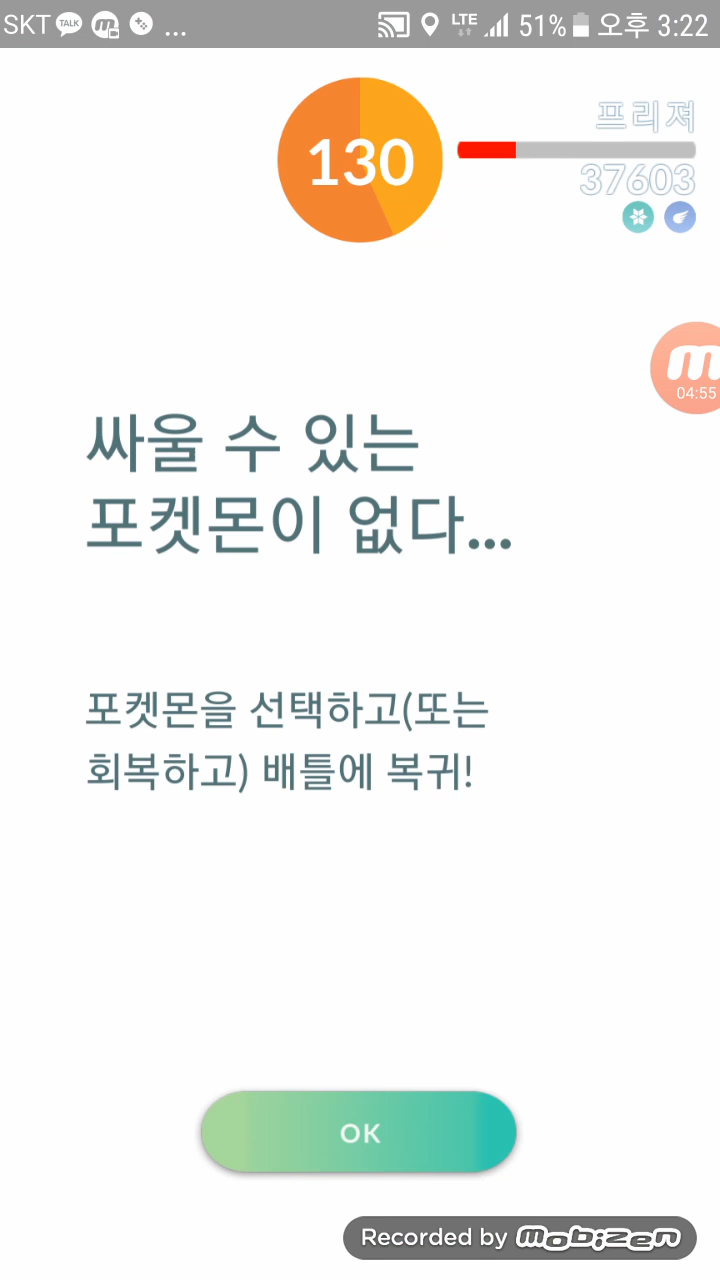 SKT TALK m ... LTE 51% 오후 3:22
130
프리져
37603
m
04:55
싸울 수 있는
포켓몬이 없다...
포켓몬을 선택하고(또는
회복하고) 배틀에 복귀!
OK
Recorded by mobizen